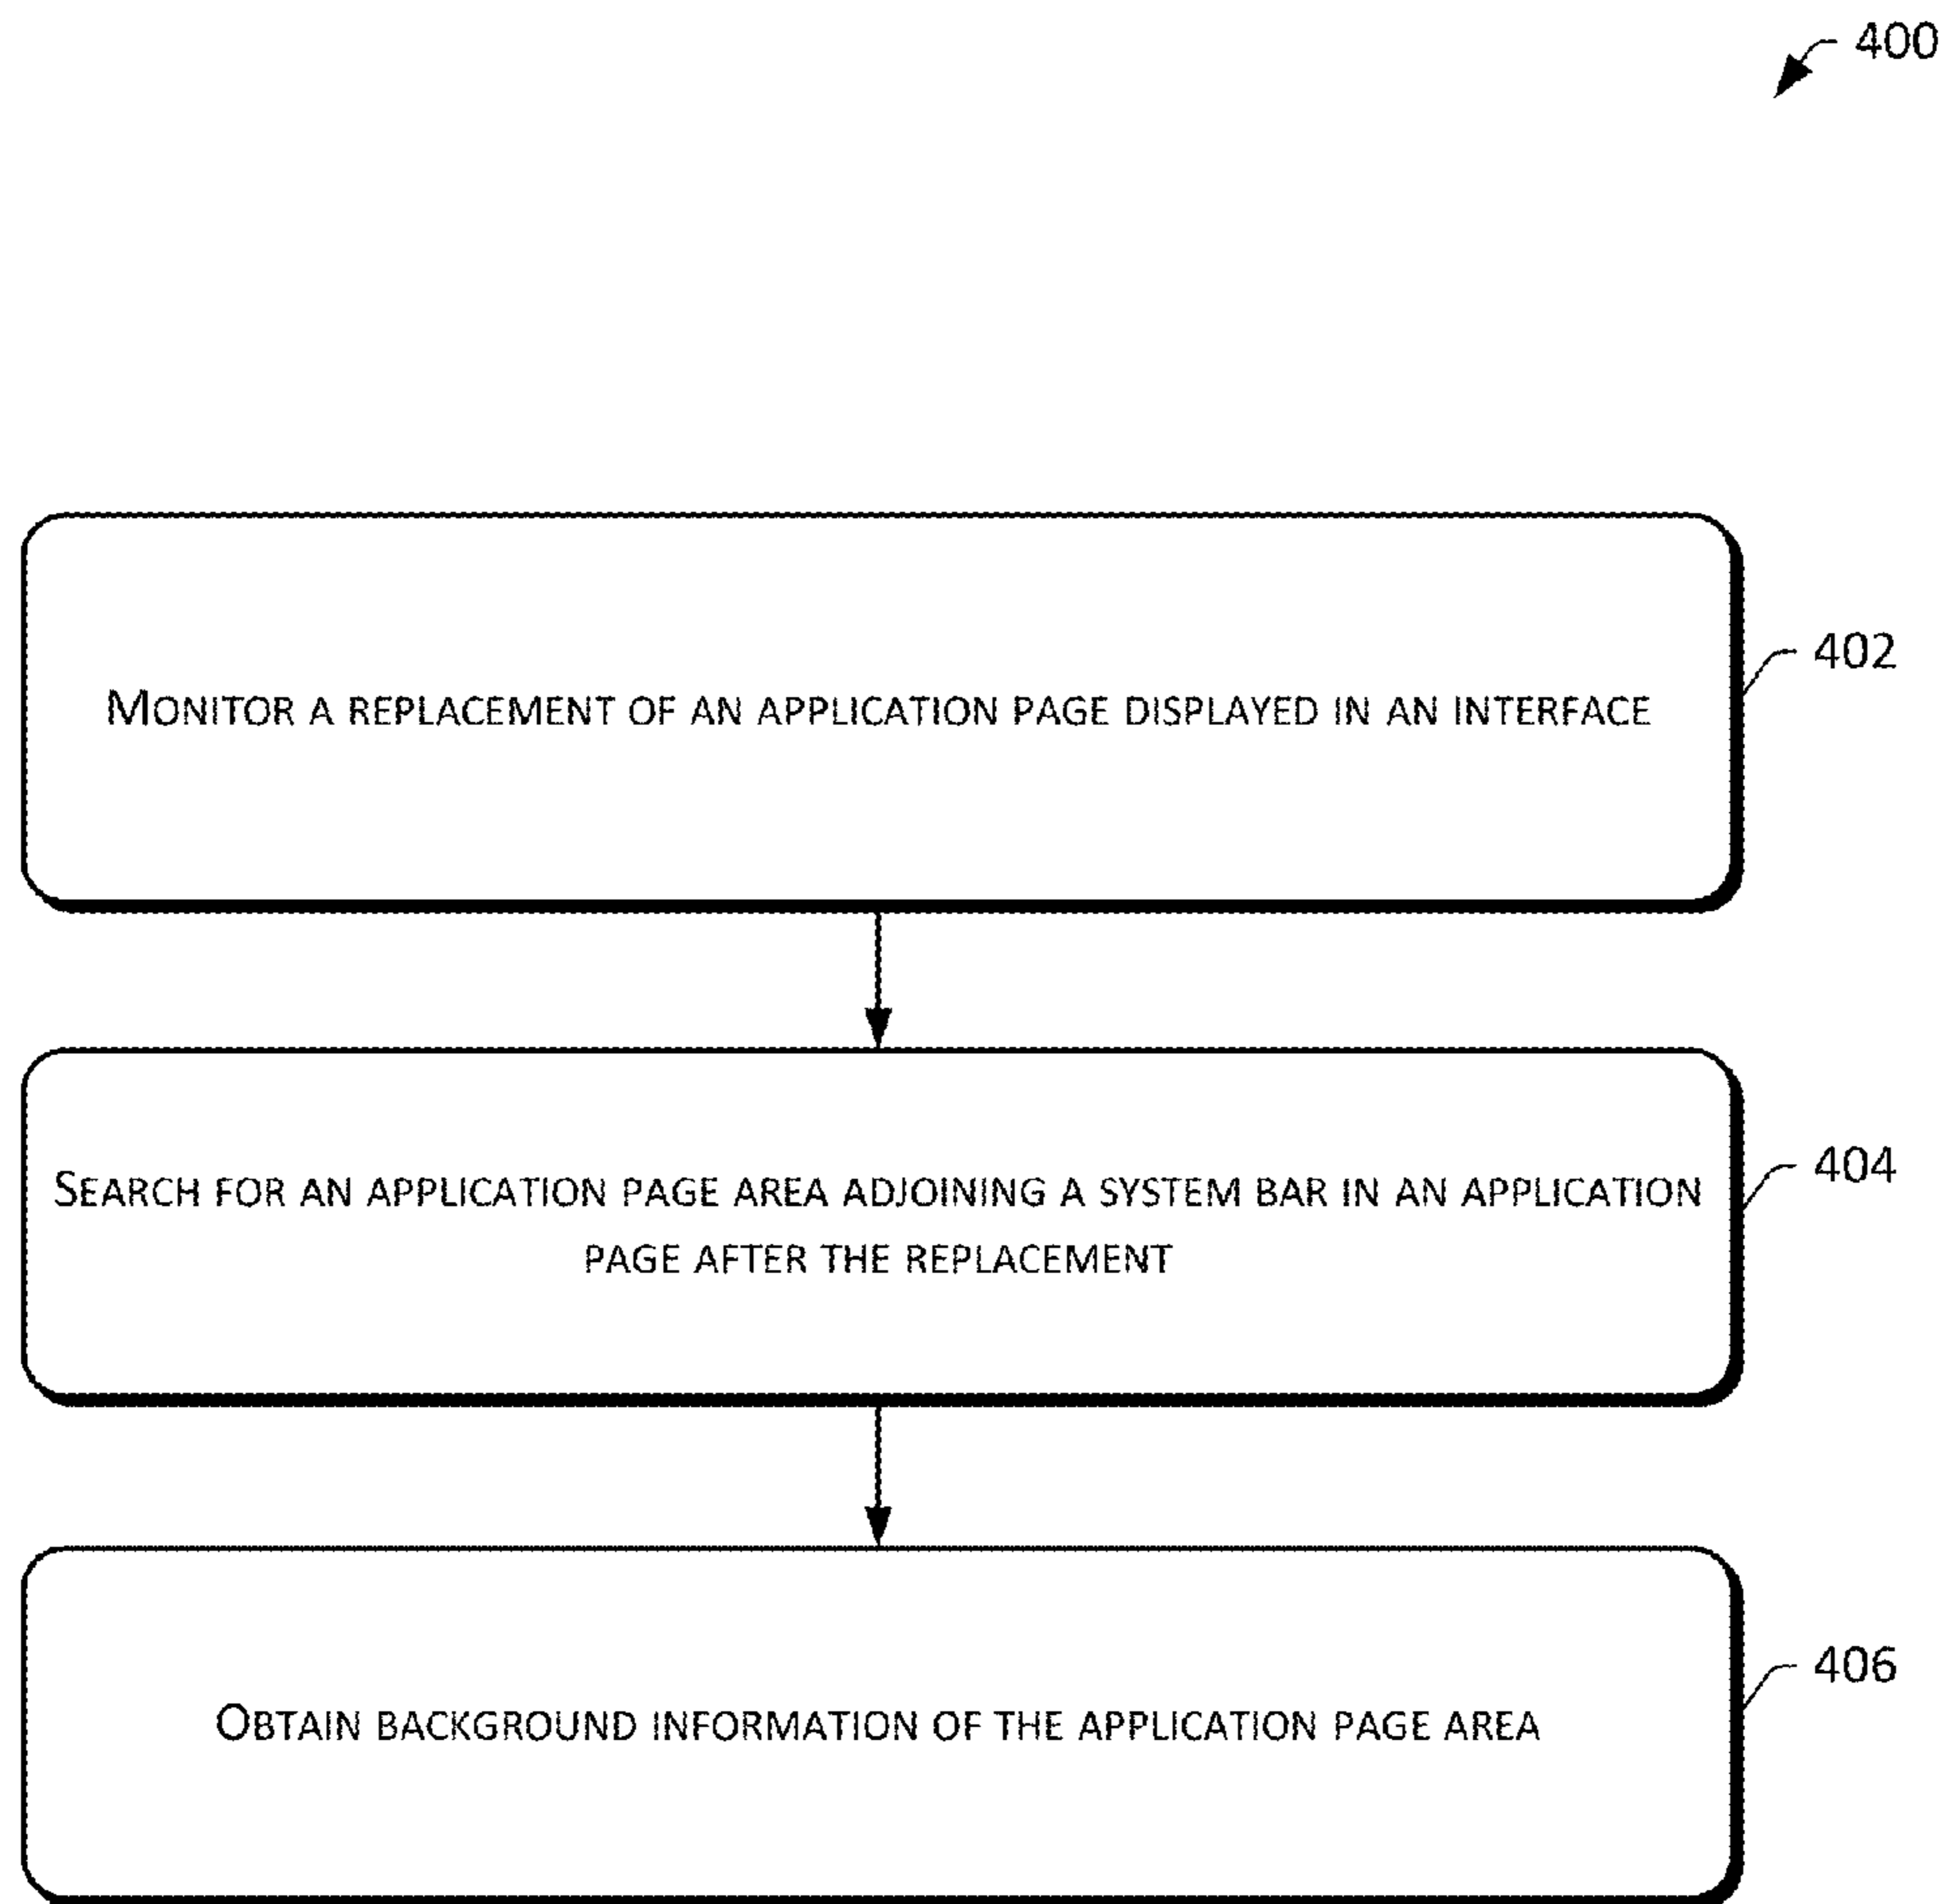 400
MONITOR A REPLACEMENT OF AN APPLICATION PAGE DISPLAYED IN AN INTERFACE
402
SEARCH FOR AN APPLICATION PAGE AREA ADJOINING A SYSTEM BAR IN AN APPLICATION
PAGE AFTER THE REPLACEMENT
404
OBTAIN BACKGROUND INFORMATION OF THE APPLICATION PAGE AREA
406